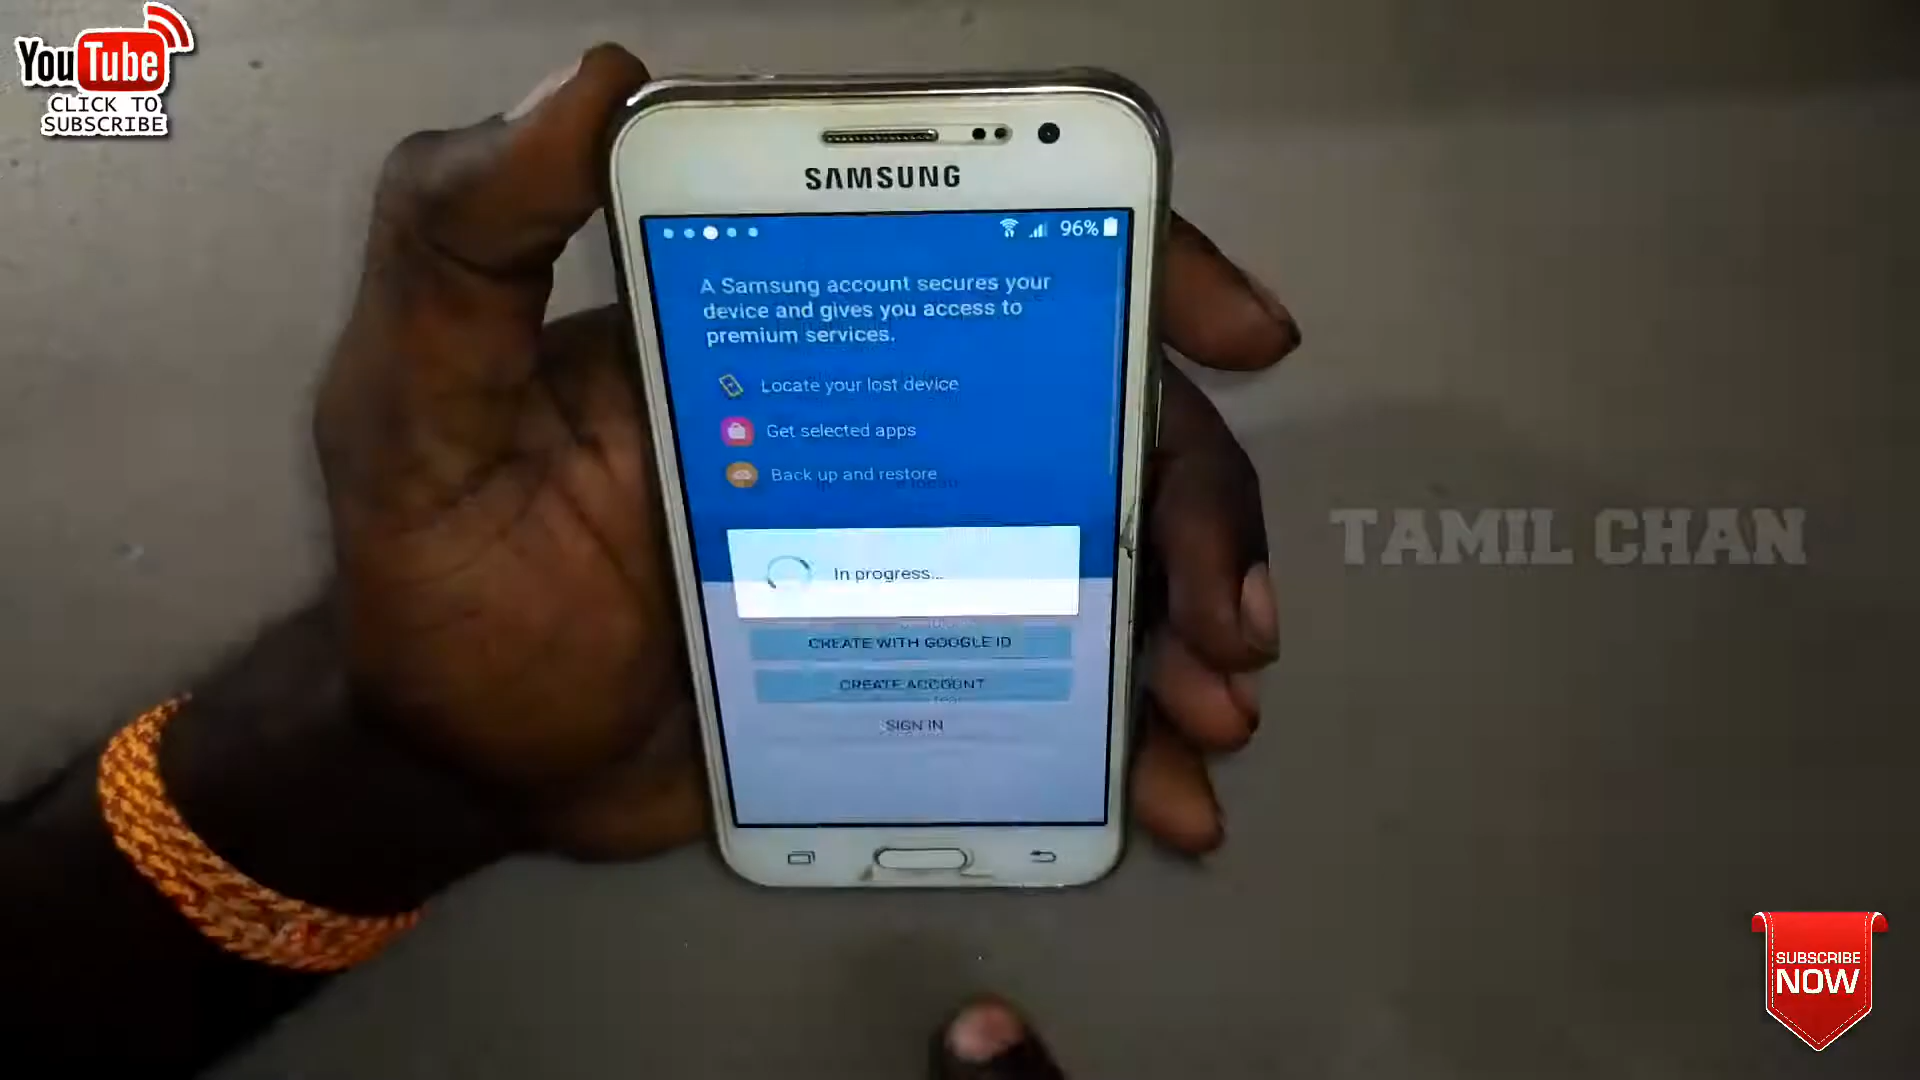 YouTube
CLICK TO
SUBSCRIBE
SAMSUNG
96%
A Samsung account secures your
device and gives you access to
premium services.
Locate your lost device
Get selected apps
Back up and restore
In progress...
CREATE WITH GOOGLE ID
CREATE ACCOUNT
SIGN IN
TAMIL CHAN
SUBSCRIBE
NOW